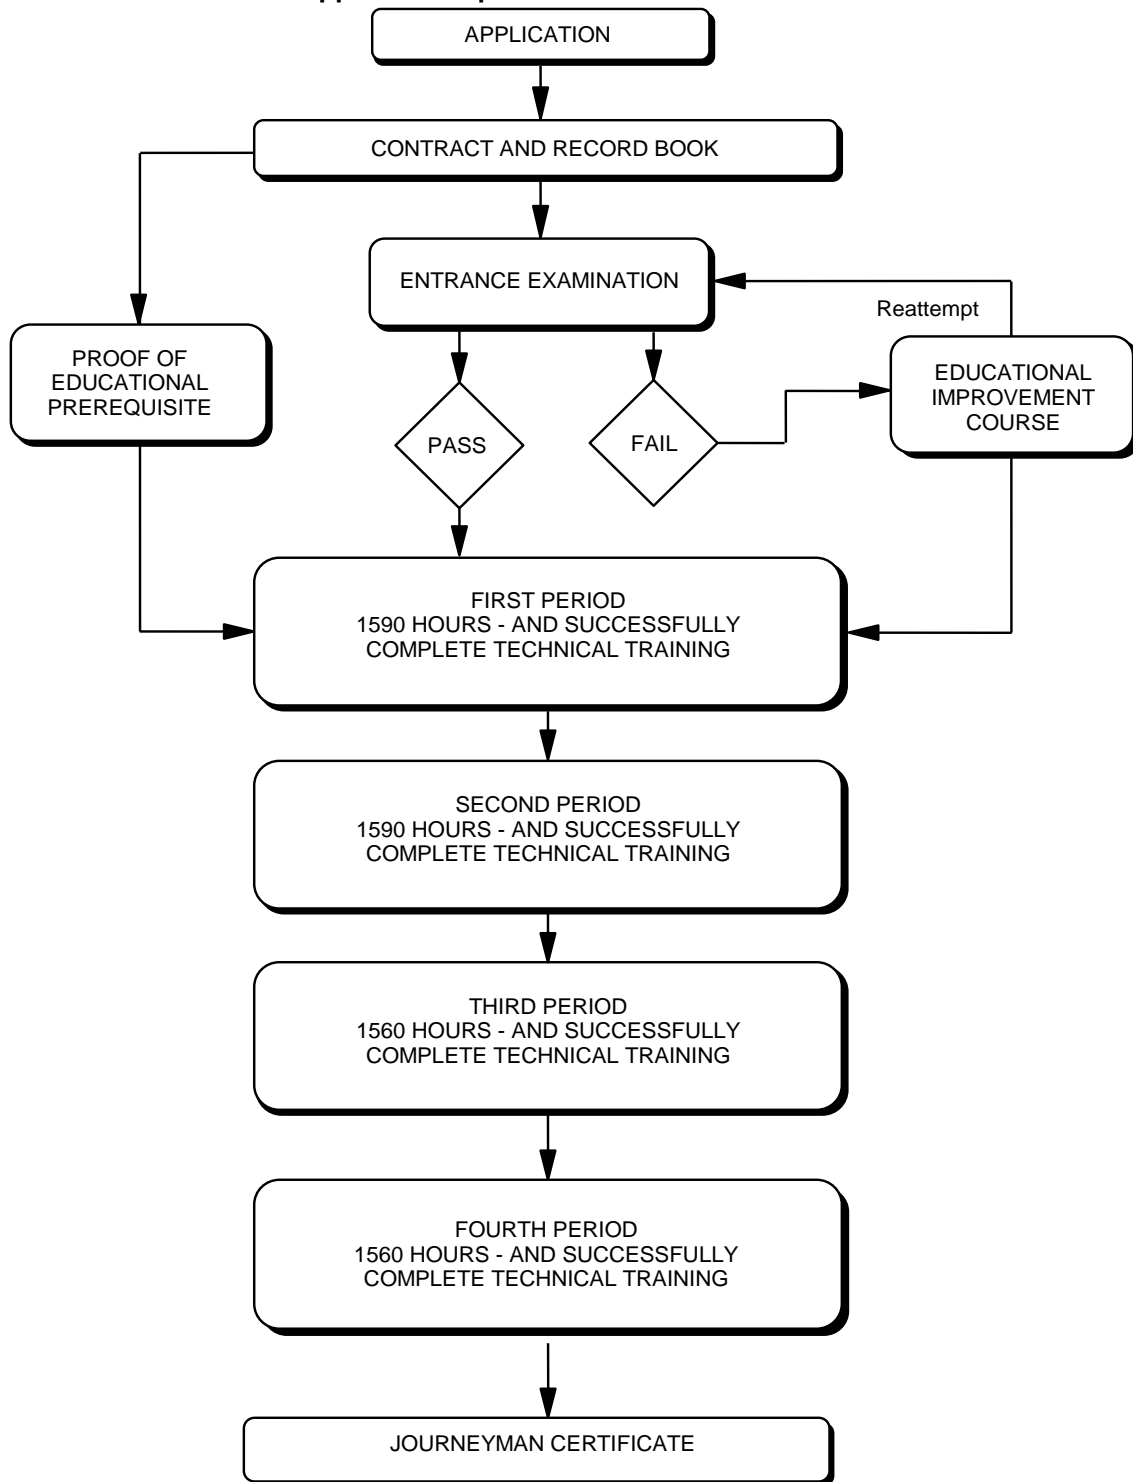 APPLICATION
CONTRACT AND RECORD BOOK
ENTRANCE EXAMINATION
Reattempt
PROOF OF
EDUCATIONAL
PREREQUISITE
EDUCATIONAL
IMPROVEMENT
COURSE
PASS
FAIL
FIRST PERIOD
1590 HOURS - AND SUCCESSFULLY
COMPLETE TECHNICAL TRAINING
SECOND PERIOD
1590 HOURS - AND SUCCESSFULLY
COMPLETE TECHNICAL TRAINING
THIRD PERIOD
1560 HOURS - AND SUCCESSFULLY
COMPLETE TECHNICAL TRAINING
FOURTH PERIOD
1560 HOURS - AND SUCCESSFULLY
COMPLETE TECHNICAL TRAINING
JOURNEYMAN CERTIFICATE